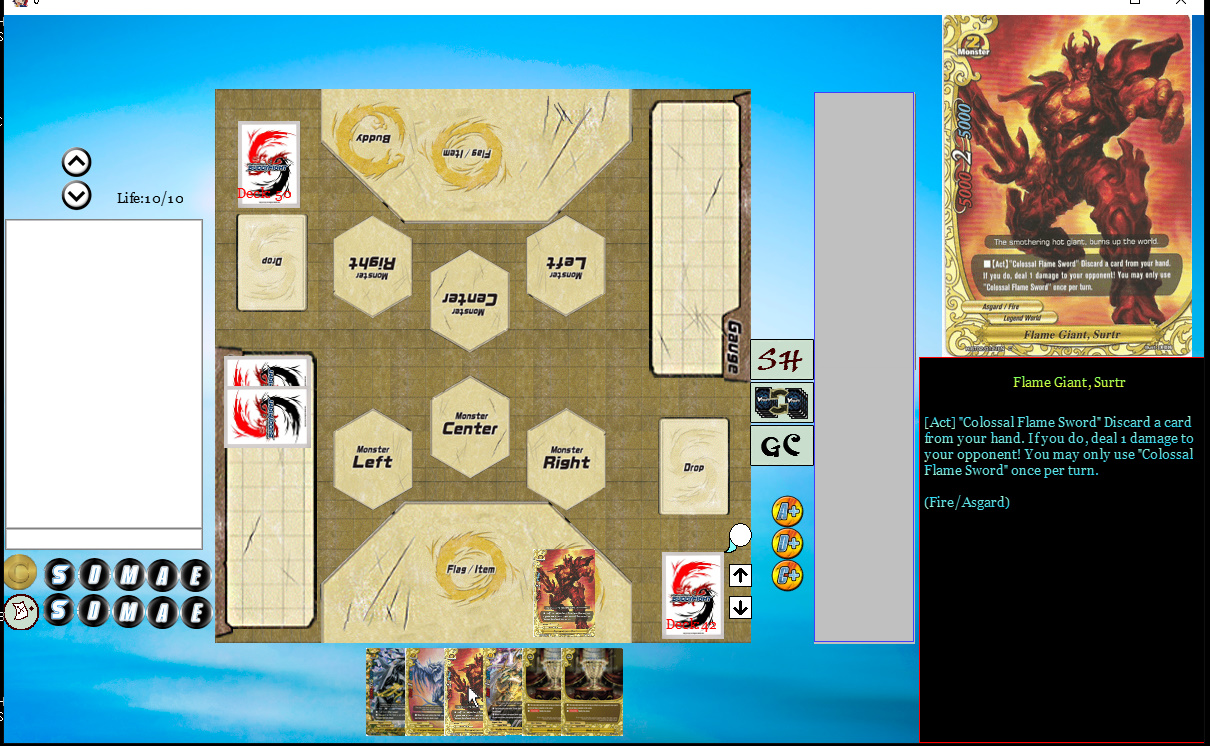 2
Monster
5000 2 5000
The smothering hot giant, burns up the world.
■[Act]"Colossal Flame Sword" Discard a card from your hand.
If you do, deal 1 damage to your opponent! You may only use
"Colossal Flame Sword" once per turn.
Asgard / Fire
Legend World
Flame Giant, Surtr
Flame Giant, Surtr
[Act] "Colossal Flame Sword" Discard a card
from your hand. If you do, deal 1 damage to
your opponent! You may only use "Colossal
Flame Sword" once per turn.
(Fire/Asgard)
Life:10/10
Buddy
Flag / Item
Deck 50
Drop
Monster
Right
Monster
Center
Monster
Left
Gauge
Monster
Left
Monster
Center
Monster
Right
Drop
Flag / Item
Deck 42
SH
GC
A+
D+
C+
C
S D M A E
S D M A E